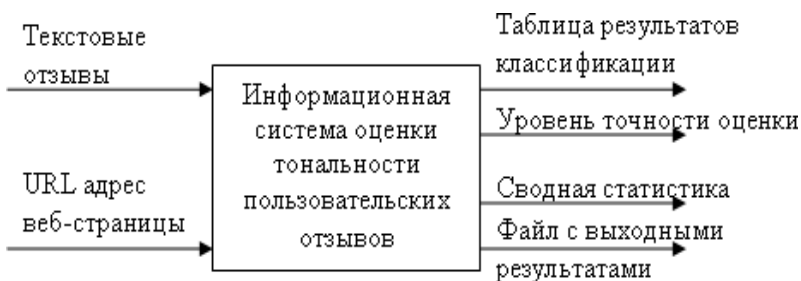 Текстовые
отзывы
URL адрес
веб-страницы
Информационная
система оценки
тональности
пользовательских
отзывов
Таблица результатов
классификации
Уровень точности оценки
Сводная статистика
Файл с выходными
результатами